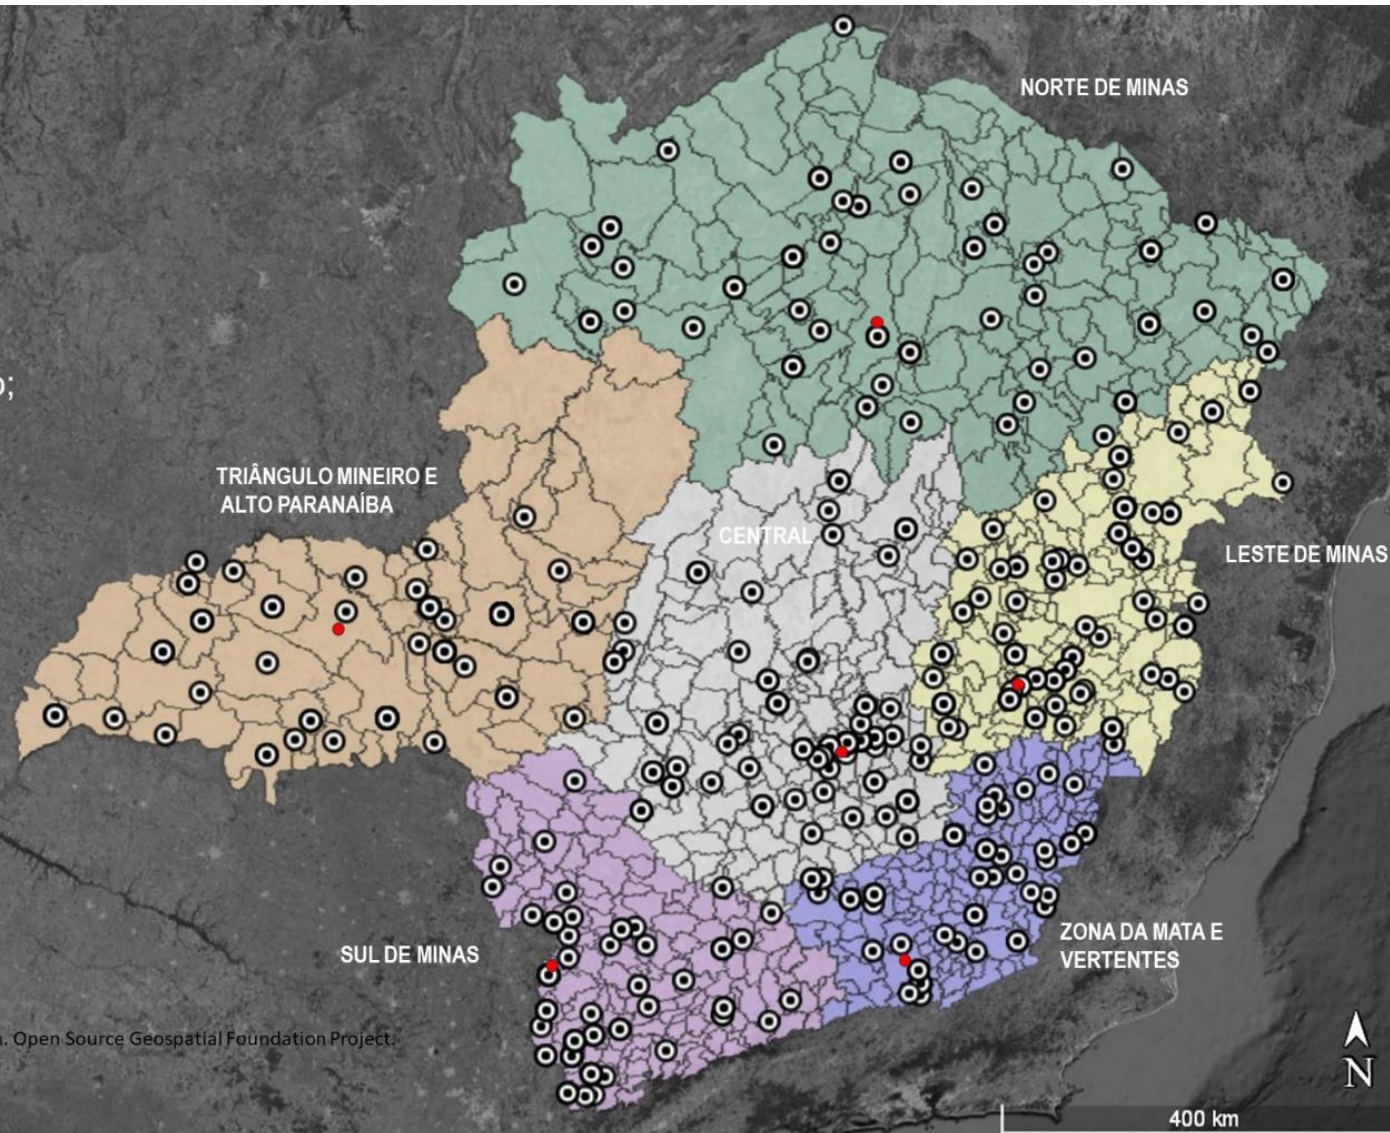 NORTE DE MINAS
o;
TRIÂNGULO MINEIRO E
ALTO PARANAÍBA
CENTRAL
LESTE DE MINAS
SUL DE MINAS
ZONA DA MATA E
VERTENTES
a. Open Source Geospatial Foundation Project.
N
400 km